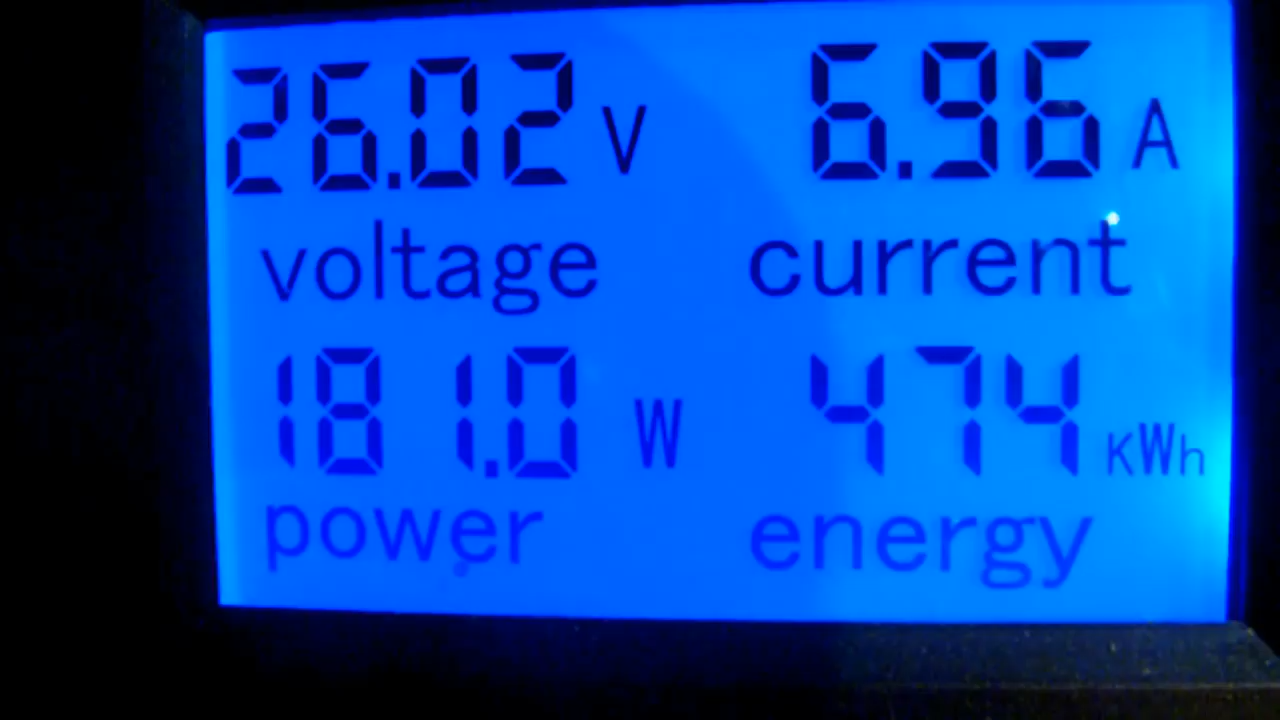 26.02 V 6.96 A
voltage current
181.0 W 474 KWh
power energy